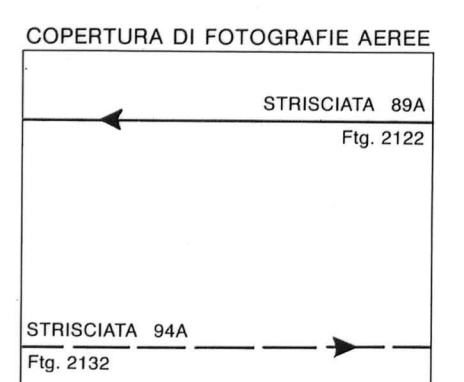 COPERTURA DI FOTOGRAFIE AEREE
STRISCIATA 89A
Ftg. 2122
STRISCIATA 94A
Ftg. 2132